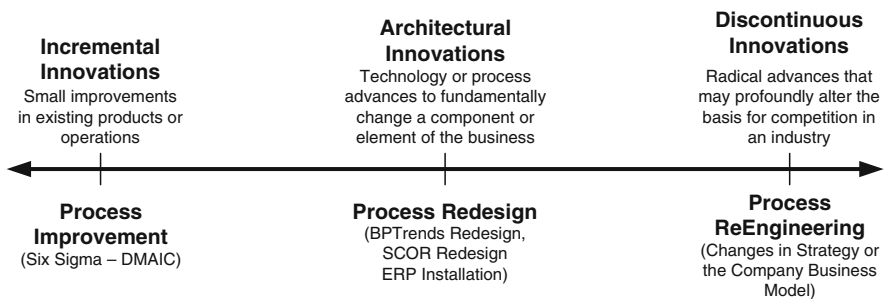 Incremental
Innovations
Small improvements
in existing products or
operations
Architectural
Innovations
Technology or process
advances to fundamentally
change a component or
element of the business
Discontinuous
Innovations
Radical advances that
may profoundly alter the
basis for competition in
an industry
Process
Improvement
(Six Sigma – DMAIC)
Process Redesign
(BPTrends Redesign,
SCOR Redesign
ERP Installation)
Process
ReEngineering
(Changes in Strategy or
the Company Business
Model)